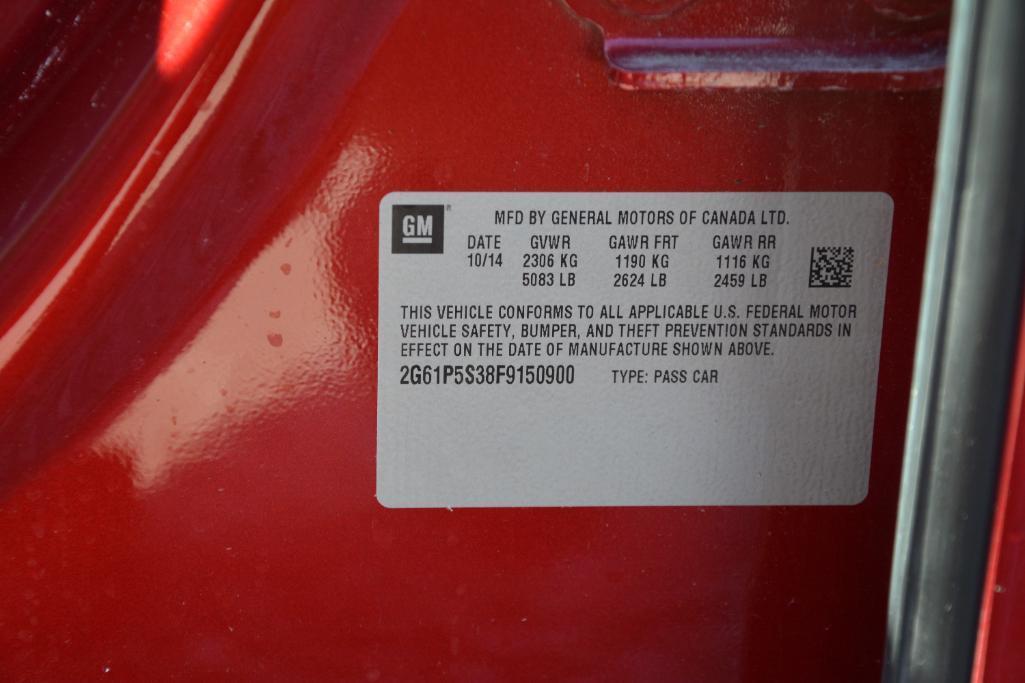 GM® MFD BY GENERAL MOTORS OF CANADA LTD.
DATE GVWR GAWR FRT GAWR RR
10/14 2306 KG 1190 KG 1116 KG
5083 LB 2624 LB 2459 LB
THIS VEHICLE CONFORMS TO ALL APPLICABLE U.S. FEDERAL MOTOR
VEHICLE SAFETY, BUMPER, AND THEFT PREVENTION STANDARDS IN
EFFECT ON THE DATE OF MANUFACTURE SHOWN ABOVE.
2G61P5S38F9150900 TYPE: PASS CAR